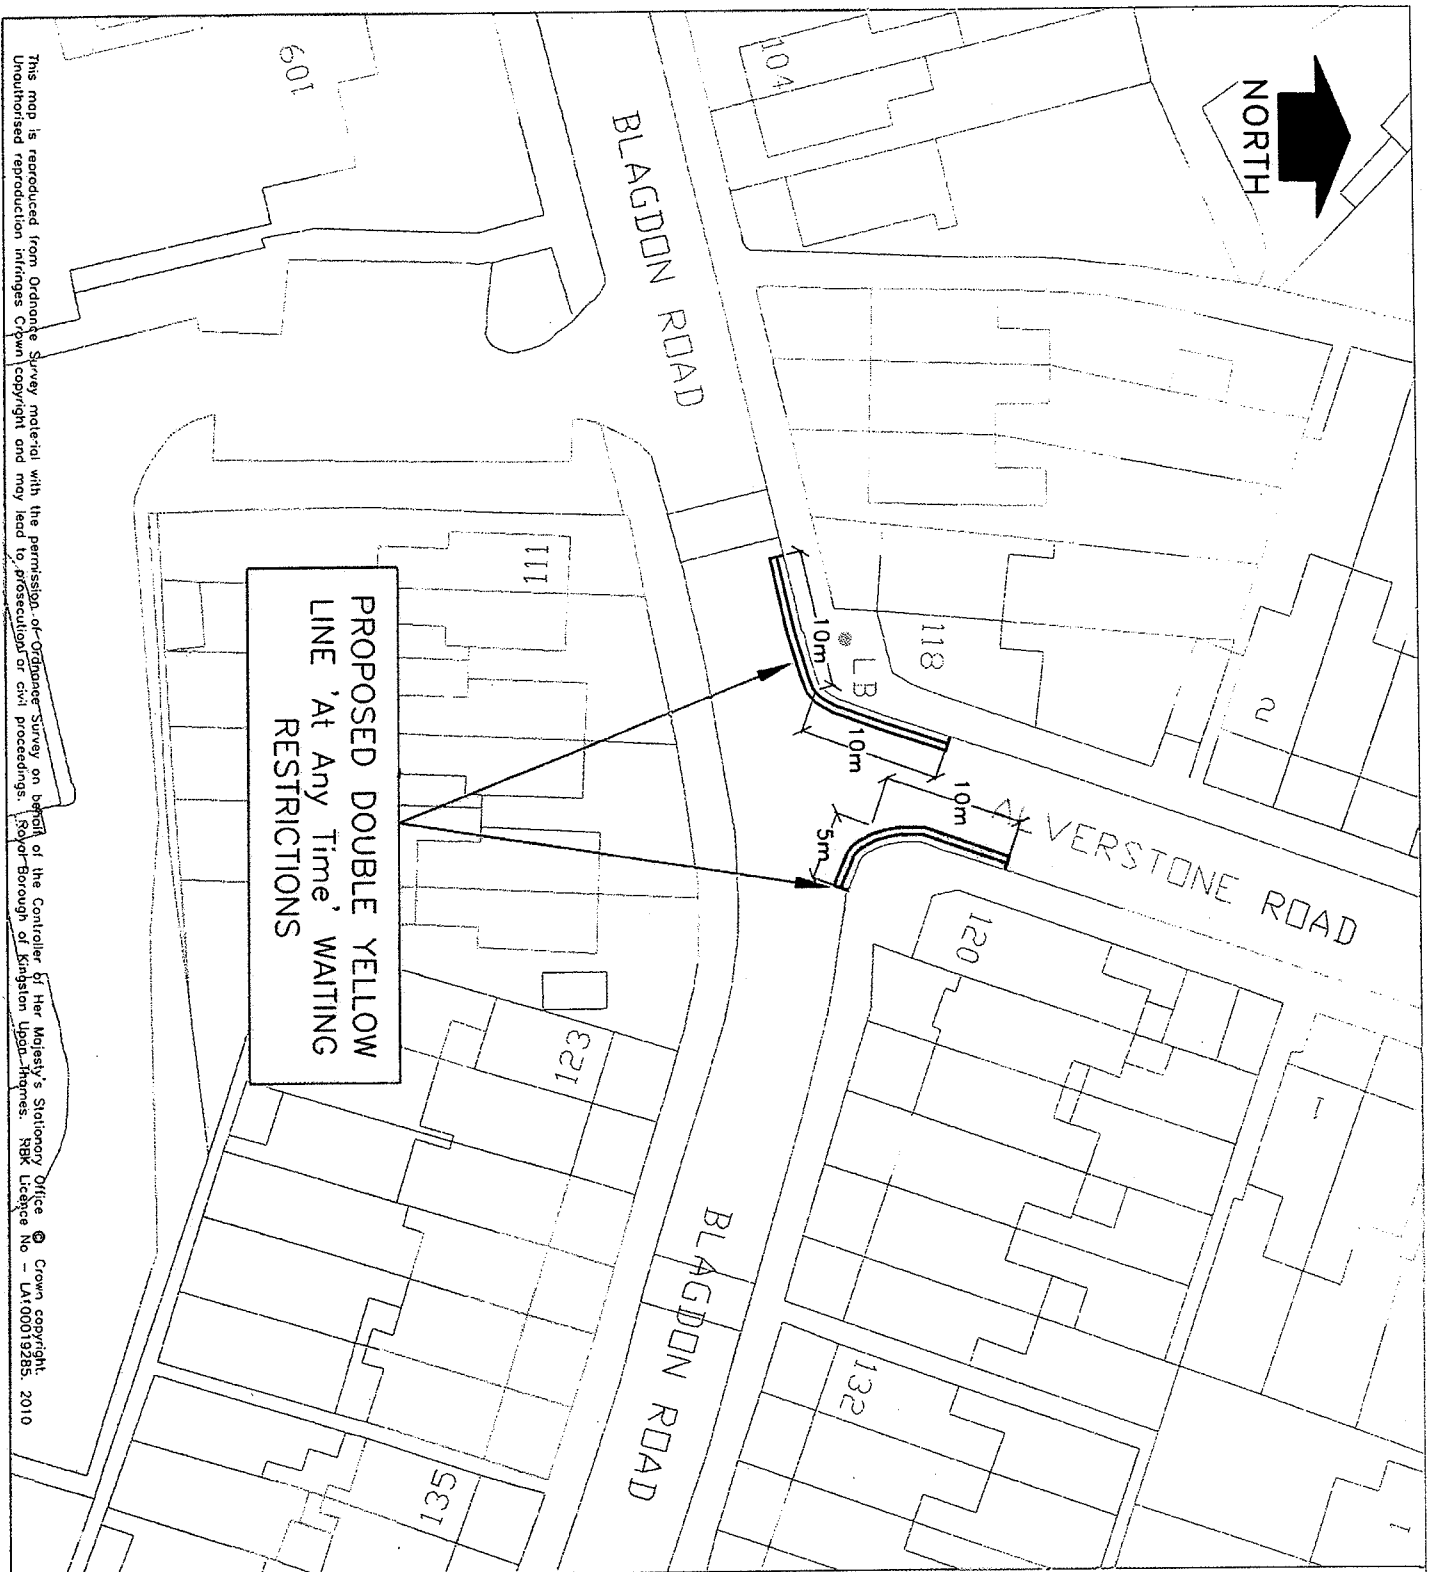 NORTH
104
109
BLAGDON ROAD
118
LB
2
10m
10m
10m
5m
ALVERSTONE ROAD
111
PROPOSED DOUBLE YELLOW
LINE 'At Any Time' WAITING
RESTRICTIONS
120
1
123
BLAGDON ROAD
132
1
135
This map is reproduced from Ordnance Survey material with the permission of Ordnance Survey on behalf of the Controller of Her Majesty's Stationary Office © Crown copyright.
Unauthorised reproduction infringes Crown copyright and may lead to prosecution or civil proceedings. Royal Borough of Kingston Upon Thames. RBK Licence No - LA100019285. 2010